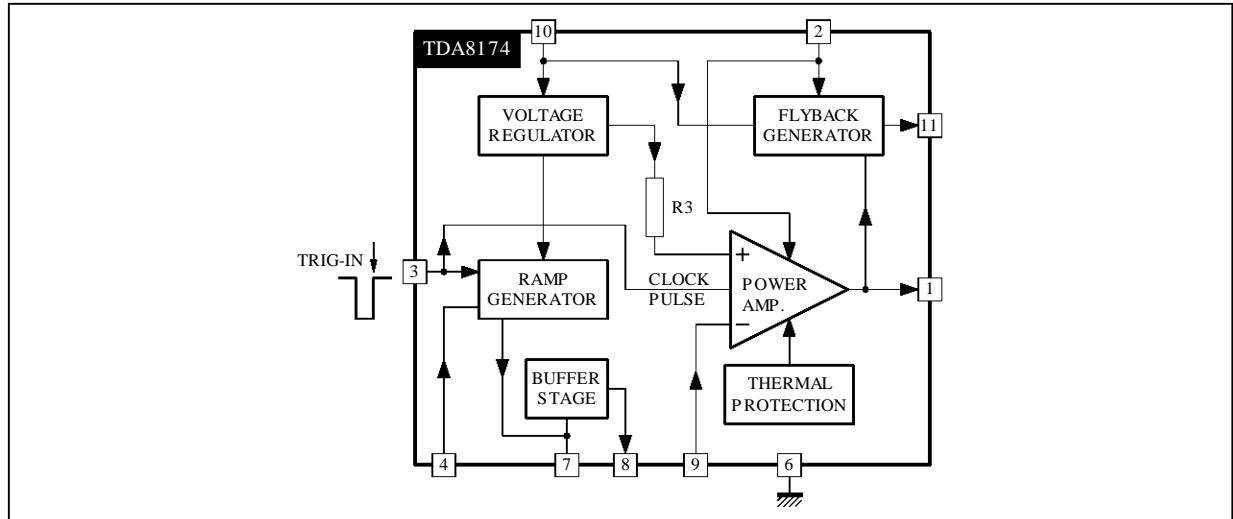 TDA8174
10
2
VOLTAGE
REGULATOR
FLYBACK
GENERATOR
11
R3
TRIG-IN
3
+
RAMP
GENERATOR
CLOCK
PULSE
POWER
AMP.
1
−
BUFFER
STAGE
THERMAL
PROTECTION
4
7
8
9
6